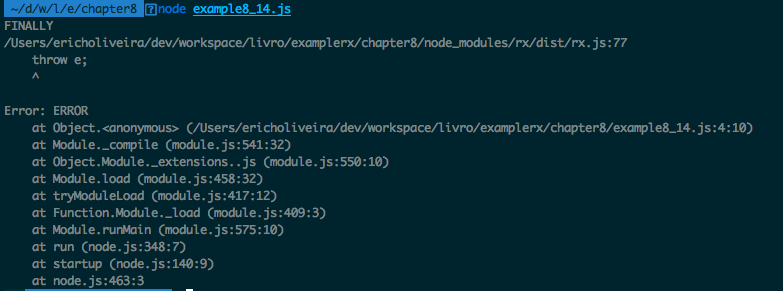 ~/d/w/l/e/chapter8 node example8_14.js
FINALLY
/Users/ericholiveira/dev/workspace/livro/examplerx/chapter8/node_modules/rx/dist/rx.js:77
    throw e;
    ^
Error: ERROR
    at Object.<anonymous> (/Users/ericholiveira/dev/workspace/livro/examplerx/chapter8/example8_14.js:4:10)
    at Module._compile (module.js:541:32)
    at Object.Module._extensions..js (module.js:550:10)
    at Module.load (module.js:458:32)
    at tryModuleLoad (module.js:417:12)
    at Function.Module._load (module.js:409:3)
    at Module.runMain (module.js:575:10)
    at run (node.js:348:7)
    at startup (node.js:140:9)
    at node.js:463:3